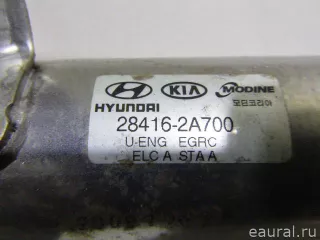 KIA MODINE
HYUNDAI 모딘코리아
28416-2A700
U-ENG EGRC
ELC A STA A
eaural.ru